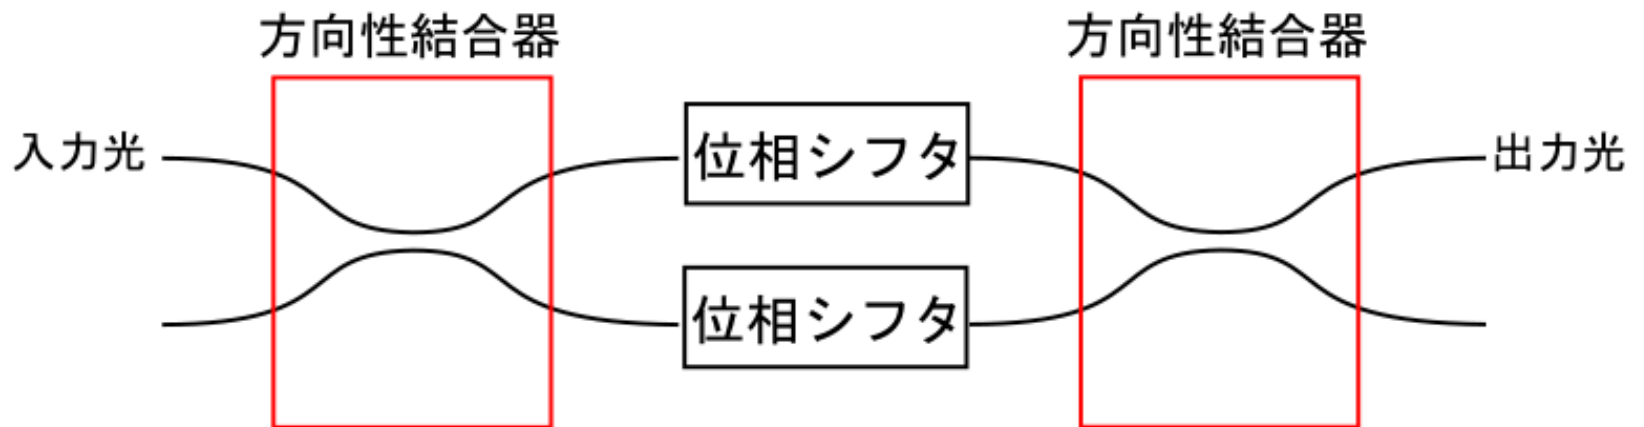 方向性結合器
方向性結合器
入力光
位相シフタ
出力光
位相シフタ